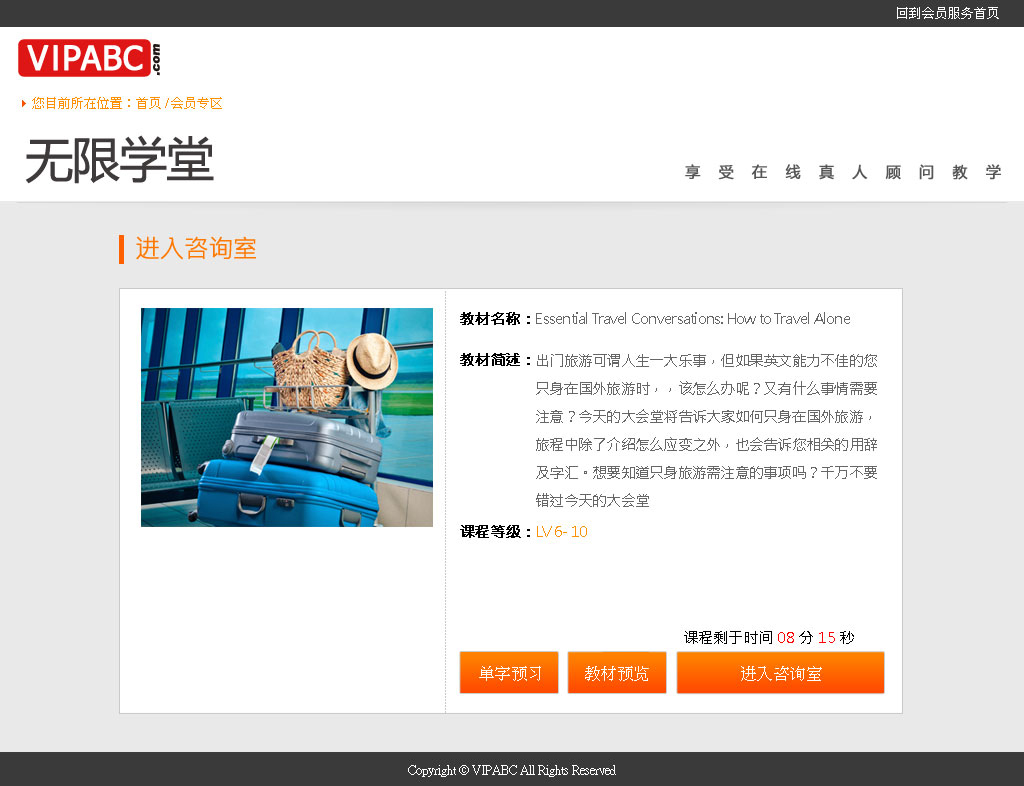 回到会员服务首页
VIPABC.com
您目前所在位置：首页 /会员专区
无限学堂
享受在线真人顾问教学
进入咨询室
教材名称：Essential Travel Conversations: How to Travel Alone
教材简述：出门旅游可谓人生一大乐事，但如果英文能力不佳的您
只身在国外旅游时，，该怎么办呢？又有什么事情需要
注意？今天的大会堂将告诉大家如何只身在国外旅游，
旅程中除了介绍怎么应变之外，也会告诉您相关的用辞
及字汇。想要知道只身旅游需注意的事项吗？千万不要
错过今天的大会堂
课程等级：LV 6- 10
课程剩于时间 08 分 15 秒
单字预习 教材预览 进入咨询室
Copyright © VIPABC All Rights Reserved